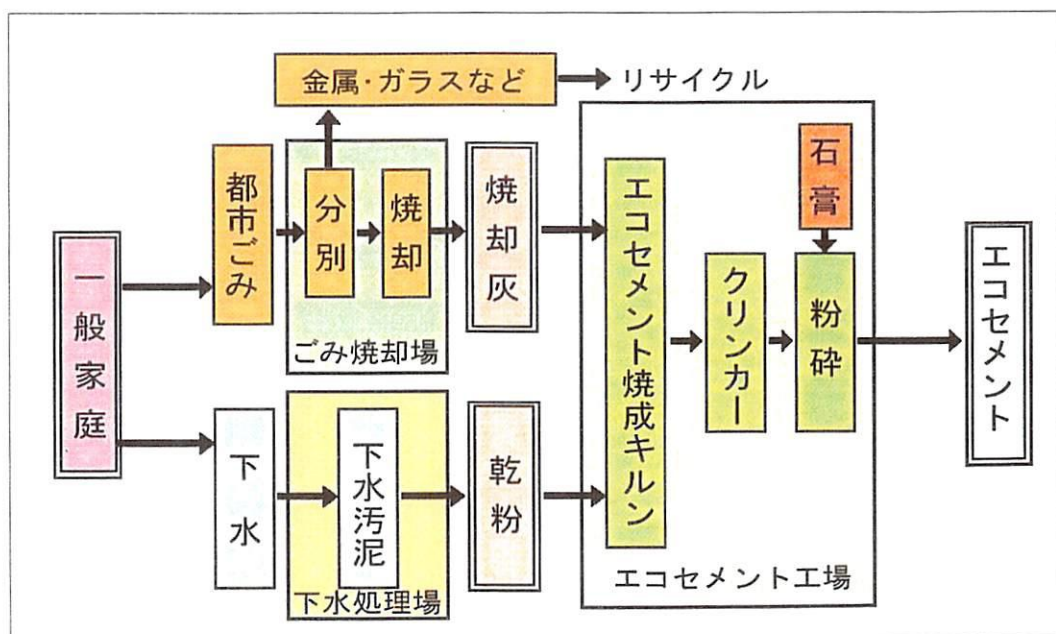 金属・ガラスなど
リサイクル
一般家庭
都市ごみ
分別
焼却
ごみ焼却場
焼却灰
下水
下水汚泥
下水処理場
乾粉
エコセメント焼成キルン
クリンカー
石膏
粉砕
エコセメント工場
エコセメント